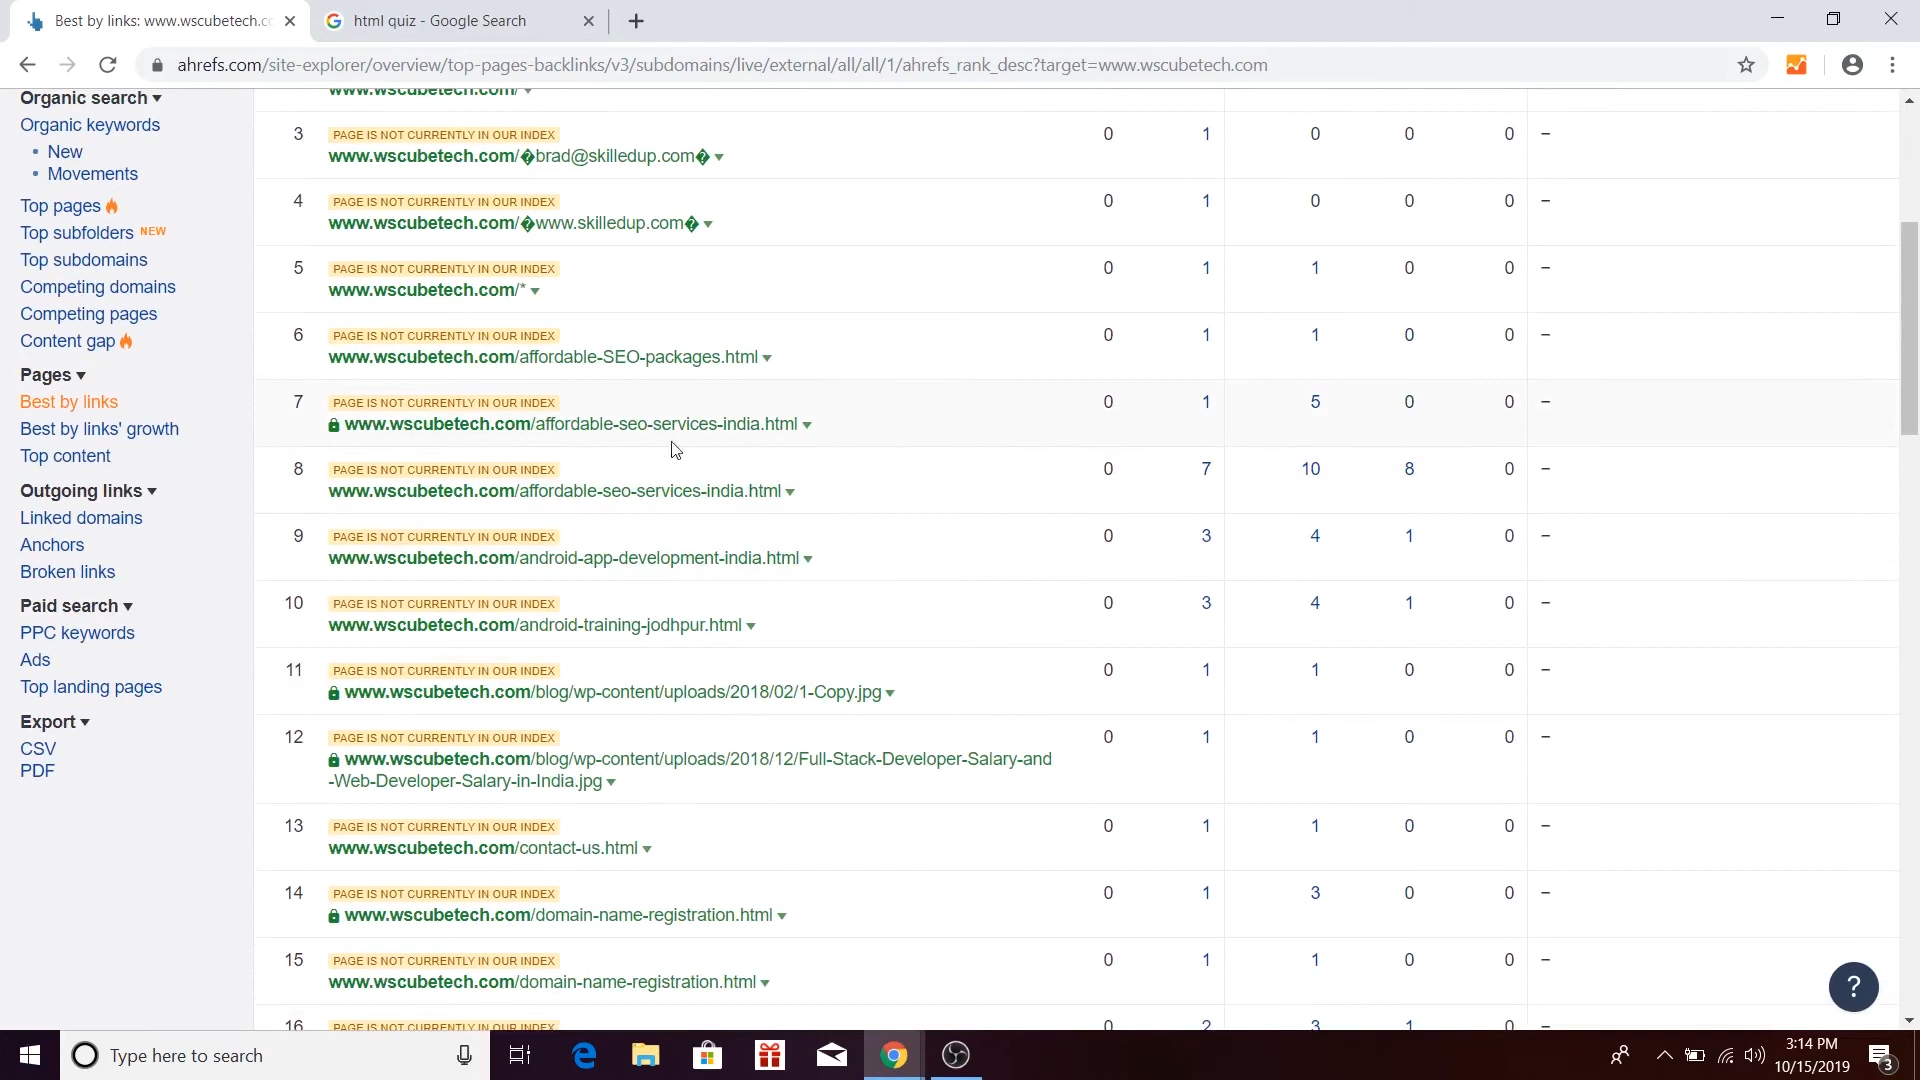 Best by links: www.wscubetech.co
html quiz - Google Search
ahrefs.com/site-explorer/overview/top-pages-backlinks/v3/subdomains/live/external/all/all/1/ahrefs_rank_desc?target=www.wscubetech.com
Organic search
Organic keywords
New
Movements
Top pages
Top subfolders NEW
Top subdomains
Competing domains
Competing pages
Content gap
Pages
Best by links
Best by links' growth
Top content
Outgoing links
Linked domains
Anchors
Broken links
Paid search
PPC keywords
Ads
Top landing pages
Export
CSV
PDF
www.wscubetech.com/
3 PAGE IS NOT CURRENTLY IN OUR INDEX 0 1 0 0 0 –
www.wscubetech.com/�brad@skilledup.com�
4 PAGE IS NOT CURRENTLY IN OUR INDEX 0 1 0 0 0 –
www.wscubetech.com/�www.skilledup.com�
5 PAGE IS NOT CURRENTLY IN OUR INDEX 0 1 1 0 0 –
www.wscubetech.com/*
6 PAGE IS NOT CURRENTLY IN OUR INDEX 0 1 1 0 0 –
www.wscubetech.com/affordable-SEO-packages.html
7 PAGE IS NOT CURRENTLY IN OUR INDEX 0 1 5 0 0 –
www.wscubetech.com/affordable-seo-services-india.html
8 PAGE IS NOT CURRENTLY IN OUR INDEX 0 7 10 8 0 –
www.wscubetech.com/affordable-seo-services-india.html
9 PAGE IS NOT CURRENTLY IN OUR INDEX 0 3 4 1 0 –
www.wscubetech.com/android-app-development-india.html
10 PAGE IS NOT CURRENTLY IN OUR INDEX 0 3 4 1 0 –
www.wscubetech.com/android-training-jodhpur.html
11 PAGE IS NOT CURRENTLY IN OUR INDEX 0 1 1 0 0 –
www.wscubetech.com/blog/wp-content/uploads/2018/02/1-Copy.jpg
12 PAGE IS NOT CURRENTLY IN OUR INDEX 0 1 1 0 0 –
www.wscubetech.com/blog/wp-content/uploads/2018/12/Full-Stack-Developer-Salary-and
-Web-Developer-Salary-in-India.jpg
13 PAGE IS NOT CURRENTLY IN OUR INDEX 0 1 1 0 0 –
www.wscubetech.com/contact-us.html
14 PAGE IS NOT CURRENTLY IN OUR INDEX 0 1 3 0 0 –
www.wscubetech.com/domain-name-registration.html
15 PAGE IS NOT CURRENTLY IN OUR INDEX 0 1 1 0 0 –
www.wscubetech.com/domain-name-registration.html
16 PAGE IS NOT CURRENTLY IN OUR INDEX 0 2 3 1 0 –
?
Type here to search
3:14 PM
10/15/2019
3